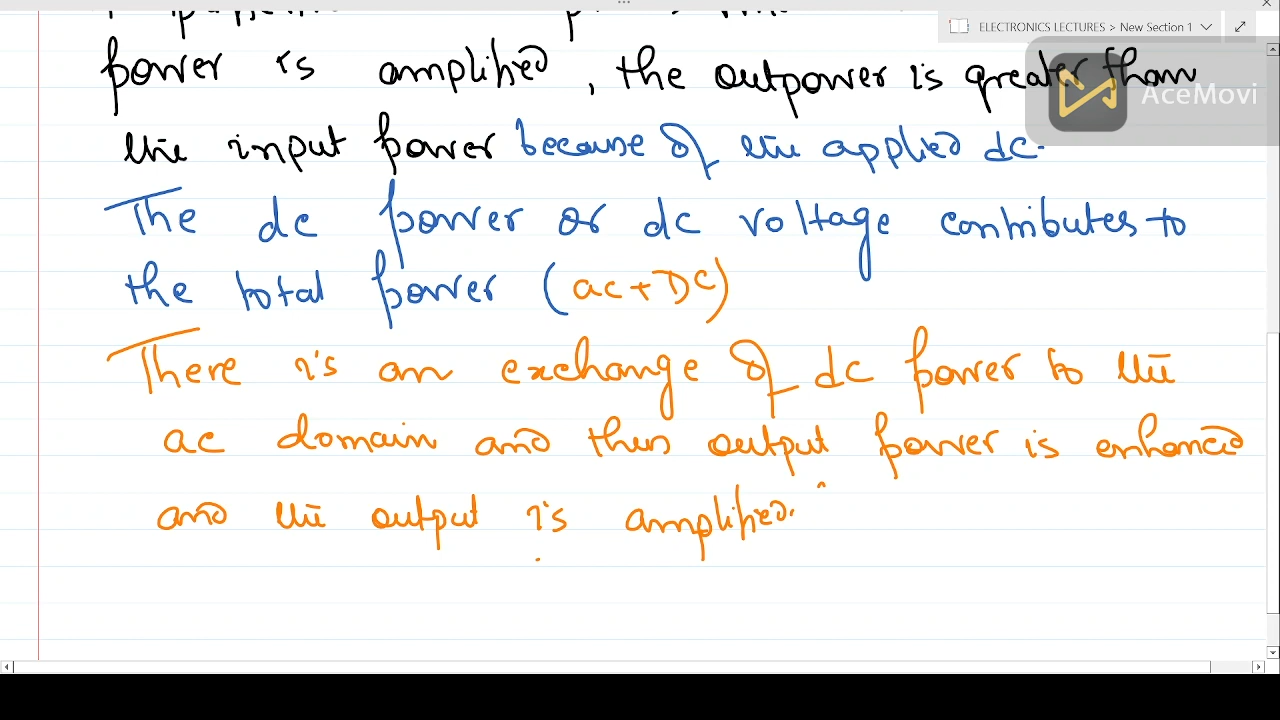 ELECTRONICS LECTURES > New Section 1
power is amplified, the outpower is greater than
AceMovi
the input power because of the applied dc.
The dc power or dc voltage contributes to
the total power (ac + DC)
There is an exchange of dc power to the
ac domain and thus output power is enhanced
and the output is amplified.